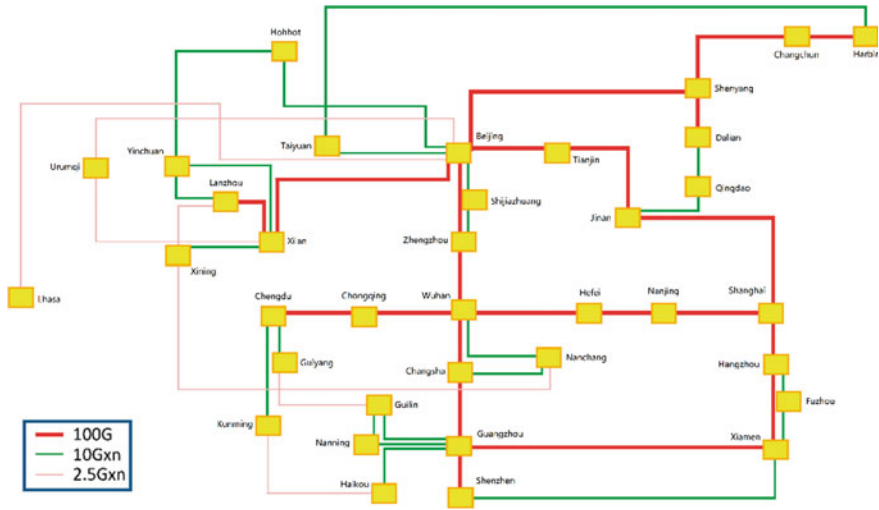 Hohhot
Changchun
Harbin
Shenyang
Beijing
Dalian
Taiyuan
Yinchuan
Tianjin
Urumqi
Lanzhou
Qingdao
Shijiazhuang
Jinan
Xi'an
Zhengzhou
Xining
Lhasa
Chengdu
Chongqing
Wuhan
Hefei
Nanjing
Shanghai
Guiyang
Changsha
Nanchang
Hangzhou
Guilin
Fuzhou
Kunming
Nanning
Guangzhou
Xiamen
Haikou
Shenzhen
100G
10Gxn
2.5Gxn